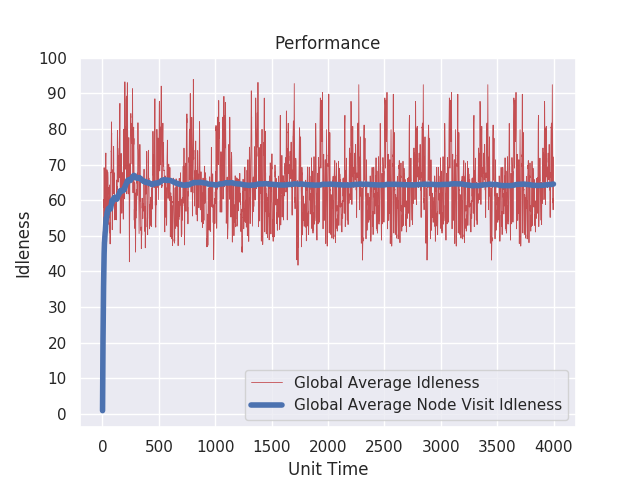 Performance
100
90
80
70
60
50
40
30
20
10
0
Idleness
Global Average Idleness
Global Average Node Visit Idleness
0 500 1000 1500 2000 2500 3000 3500 4000
Unit Time